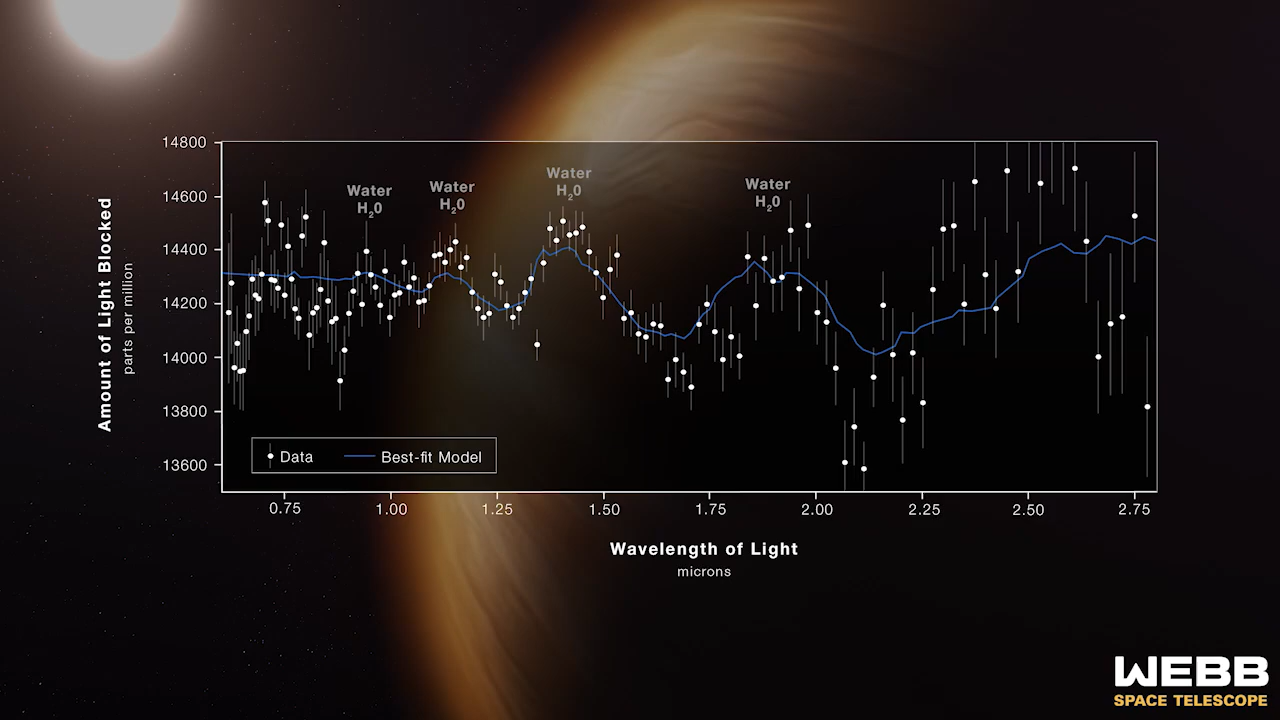 Amount of Light Blocked
parts per million
14800
14600
14400
14200
14000
13800
13600
Water
H₂0
Water
H₂0
Water
H₂0
Water
H₂0
Data
Best-fit Model
0.75
1.00
1.25
1.50
1.75
2.00
2.25
2.50
2.75
Wavelength of Light
microns
WEBB
SPACE TELESCOPE